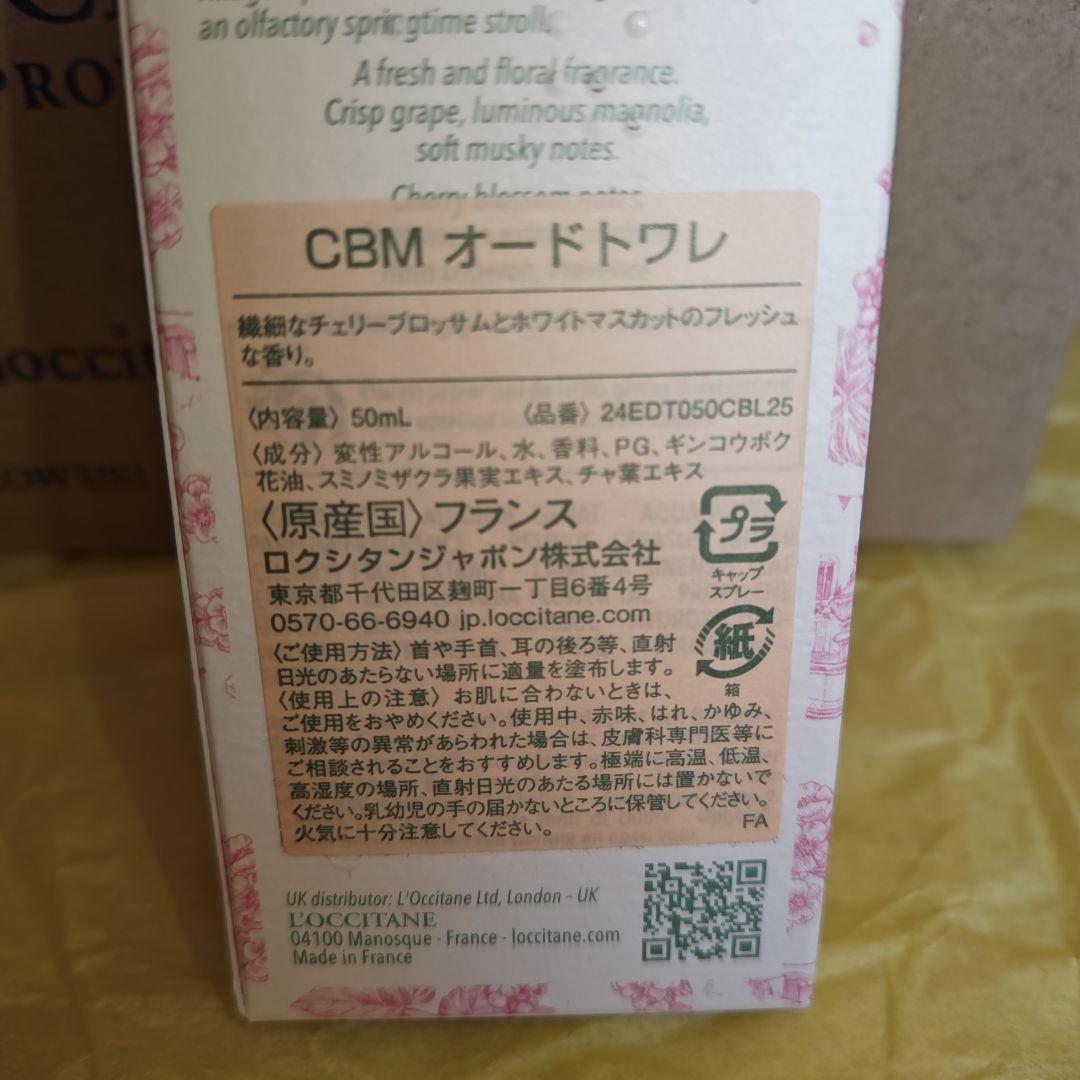 an olfactory springtime stroll.
A fresh and floral fragrance.
Crisp grape, luminous magnolia,
soft musky notes.
Cherry blossom notes
CBM オードトワレ
繊細なチェリーブロッサムとホワイトマスカットのフレッシュ
な香り。
〈内容量〉 50mL 〈品番〉 24EDT050CBL25
〈成分〉 変性アルコール、水、香料、PG、ギンコウボク
花油、スミノミザクラ果実エキス、チャ葉エキス
〈原産国〉フランス
ロクシタンジャポン株式会社
東京都千代田区麹町一丁目6番4号
0570-66-6940 jp.loccitane.com
プラ
キャップ
スプレー
紙
箱
〈ご使用方法〉 首や手首、耳の後ろ等、直射
日光のあたらない場所に適量を塗布します。
〈使用上の注意〉 お肌に合わないときは、
ご使用をおやめください。使用中、赤味、はれ、かゆみ、
刺激等の異常があらわれた場合は、皮膚科専門医等に
ご相談されることをおすすめします。極端に高温、低温、
高湿度の場所、直射日光のあたる場所には置かないで
ください。乳幼児の手の届かないところに保管してください。
火気に十分注意してください。 FA
UK distributor: L'Occitane Ltd, London - UK
L'OCCITANE
04100 Manosque - France - loccitane.com
Made in France